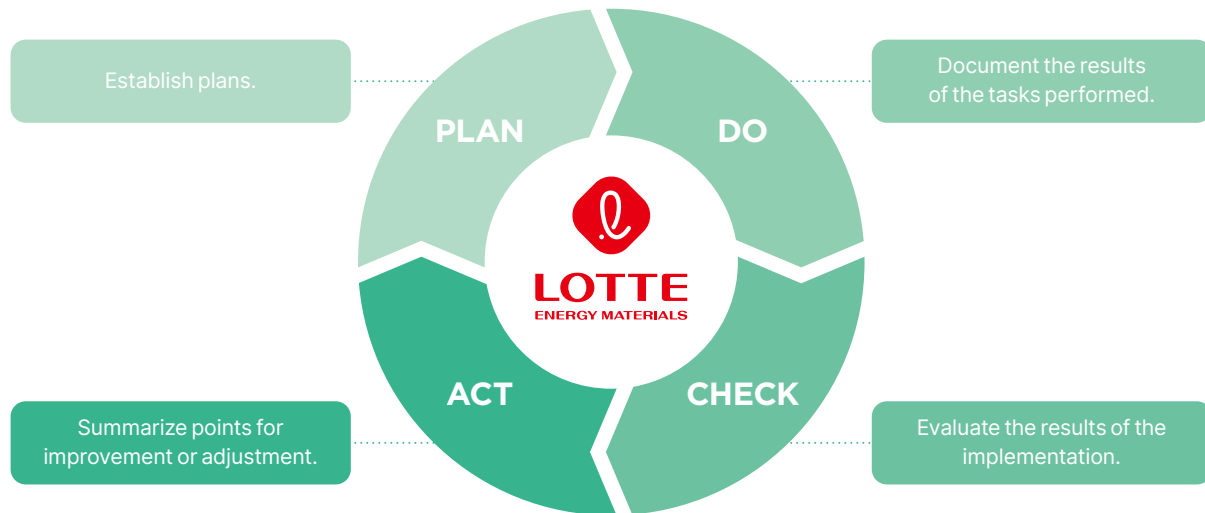 Establish plans.
PLAN
DO
Document the results
of the tasks performed.
LOTTE
ENERGY MATERIALS
Summarize points for
improvement or adjustment.
ACT
CHECK
Evaluate the results of the
implementation.